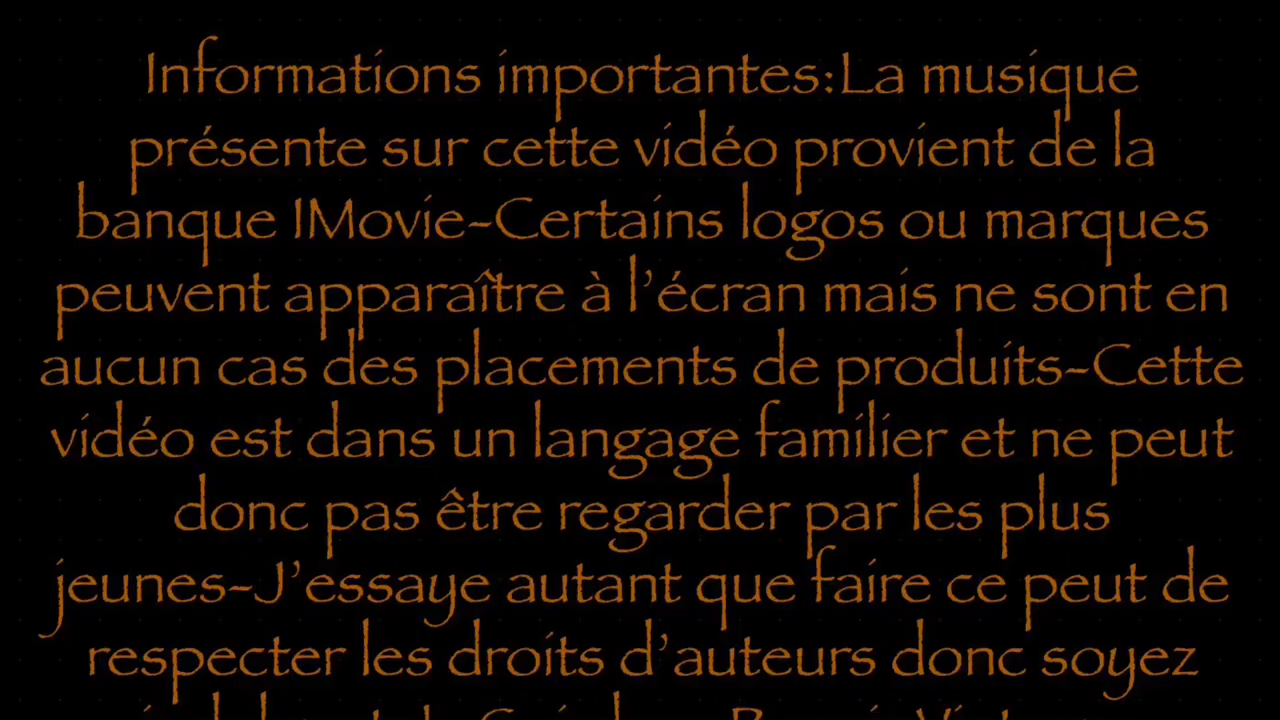 Informations importantes:La musique
présente sur cette vidéo provient de la
banque IMovie-Certains logos ou marques
peuvent apparaître à l'écran mais ne sont en
aucun cas des placements de produits-Cette
vidéo est dans un langage familier et ne peut
donc pas être regarder par les plus
jeunes-J'essaye autant que faire ce peut de
respecter les droits d'auteurs donc soyez